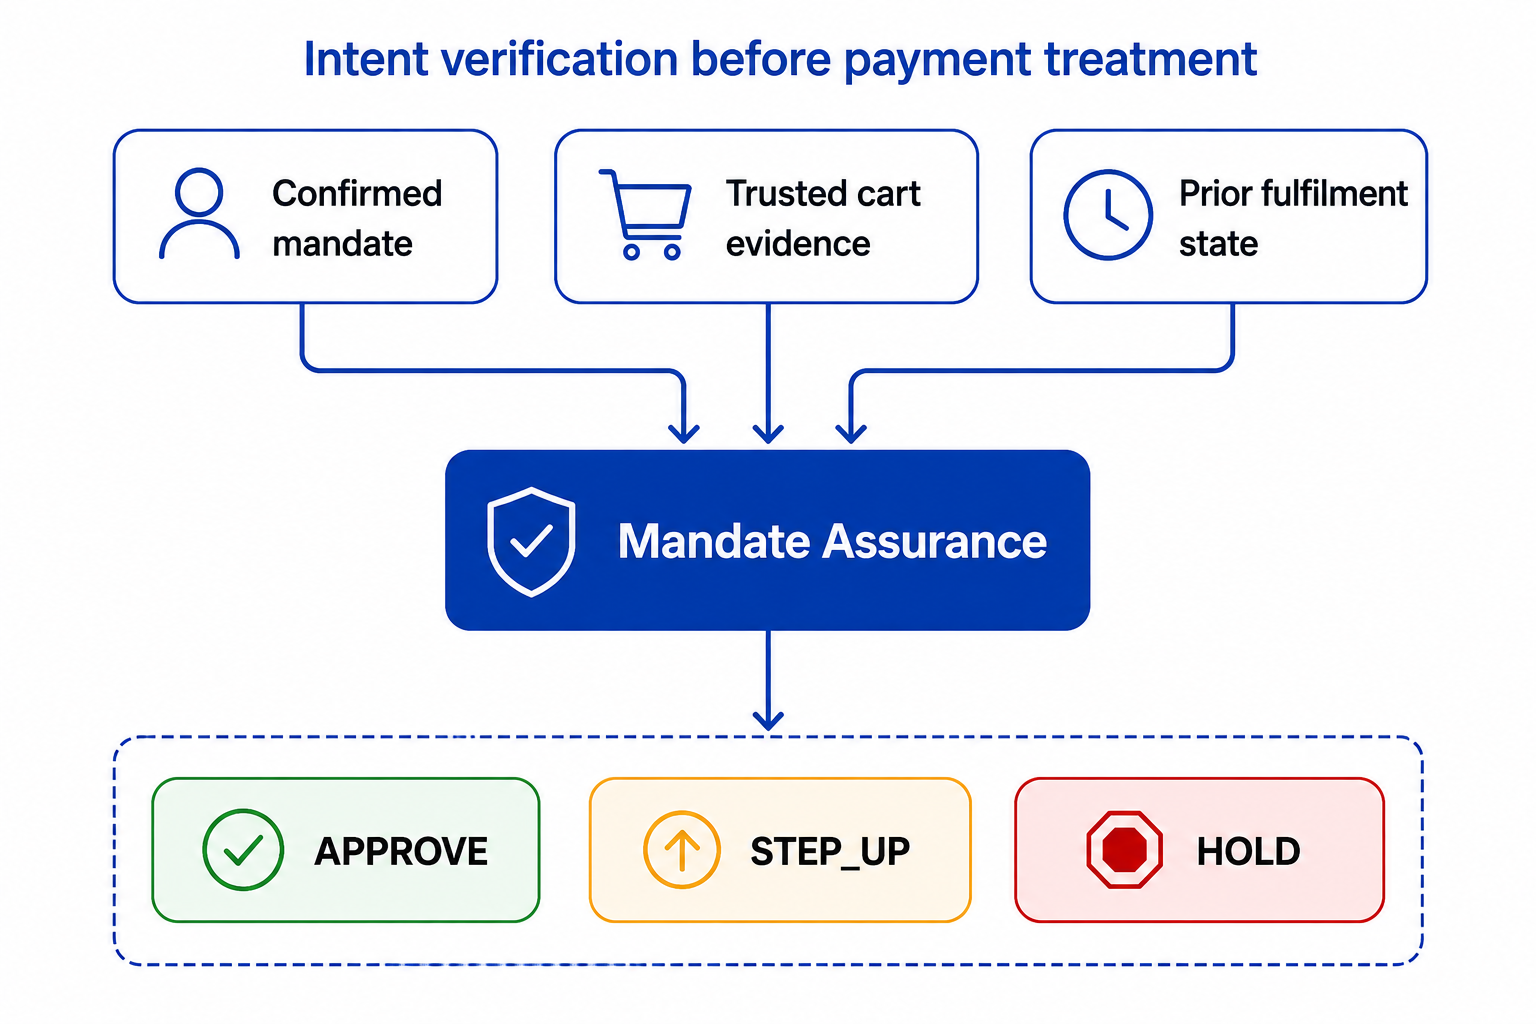 Intent verification before payment treatment
Confirmed
mandate
Trusted cart
evidence
Prior fulfilment
state
Mandate Assurance
APPROVE
STEP_UP
HOLD